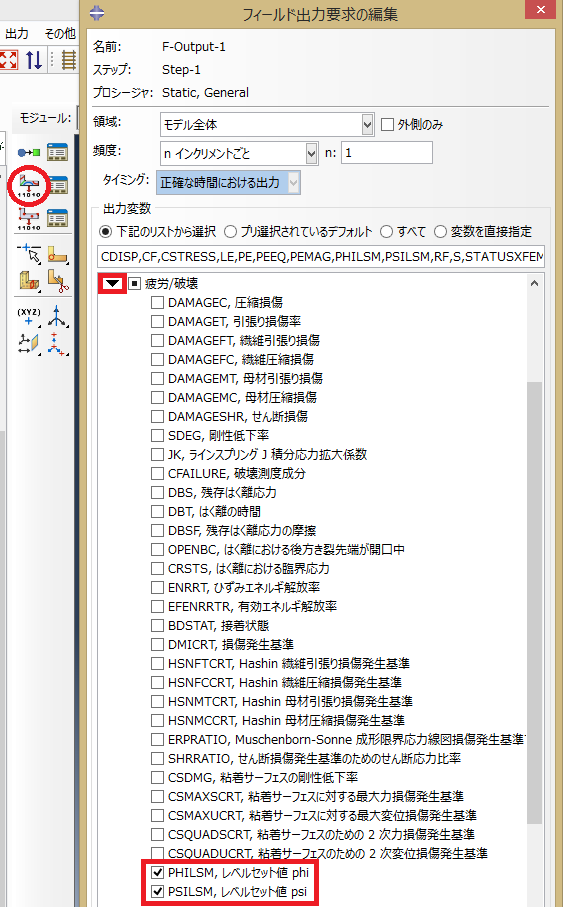 フィールド出力要求の編集
出力 その他
モジュール:
名前: F-Output-1
ステップ: Step-1
プロシージャ: Static, General
領域: モデル全体 外側のみ
頻度: n インクリメントごと n: 1
タイミング: 正確な時間における出力
出力変数
下記のリストから選択 プリ選択されているデフォルト すべて 変数を直接指定
CDISP,CF,CSTRESS,LE,PE,PEEQ,PEMAG,PHILSM,PSILSM,RF,S,STATUSXFEM
疲労/破壊
DAMAGEC, 圧縮損傷
DAMAGET, 引張り損傷率
DAMAGEFT, 繊維引張り損傷
DAMAGEFC, 繊維圧縮損傷
DAMAGEMT, 母材引張り損傷
DAMAGEMC, 母材圧縮損傷
DAMAGESHR, せん断損傷
SDEG, 剛性低下率
JK, ラインスプリング J 積分応力拡大係数
CFAILURE, 破壊測度成分
DBS, 残存はく離応力
DBT, はく離の時間
DBSF, 残存はく離応力の摩擦
OPENBC, はく離における後方き裂先端が開口中
CRSTS, はく離における臨界応力
ENRRT, ひずみエネルギ解放率
EFENRRTR, 有効エネルギ解放率
BDSTAT, 接着状態
DMICRT, 損傷発生基準
HSNFTCRT, Hashin 繊維引張り損傷発生基準
HSNFCCRT, Hashin 繊維圧縮損傷発生基準
HSNMTCRT, Hashin 母材引張り損傷発生基準
HSNMCCRT, Hashin 母材圧縮損傷発生基準
ERPRATIO, Muschenborn-Sonne 成形限界応力線図損傷発生基準
SHRRATIO, せん断損傷発生基準のためのせん断応力比率
CSDMG, 粘着サーフェスの剛性低下率
CSMAXSCRT, 粘着サーフェスに対する最大力損傷発生基準
CSMAXUCRT, 粘着サーフェスに対する最大変位損傷発生基準
CSQUADSCRT, 粘着サーフェスのための 2 次力損傷発生基準
CSQUADUCRT, 粘着サーフェスのための 2 次変位損傷発生基準
PHILSM, レベルセット値 phi
PSILSM, レベルセット値 psi
(XYZ)